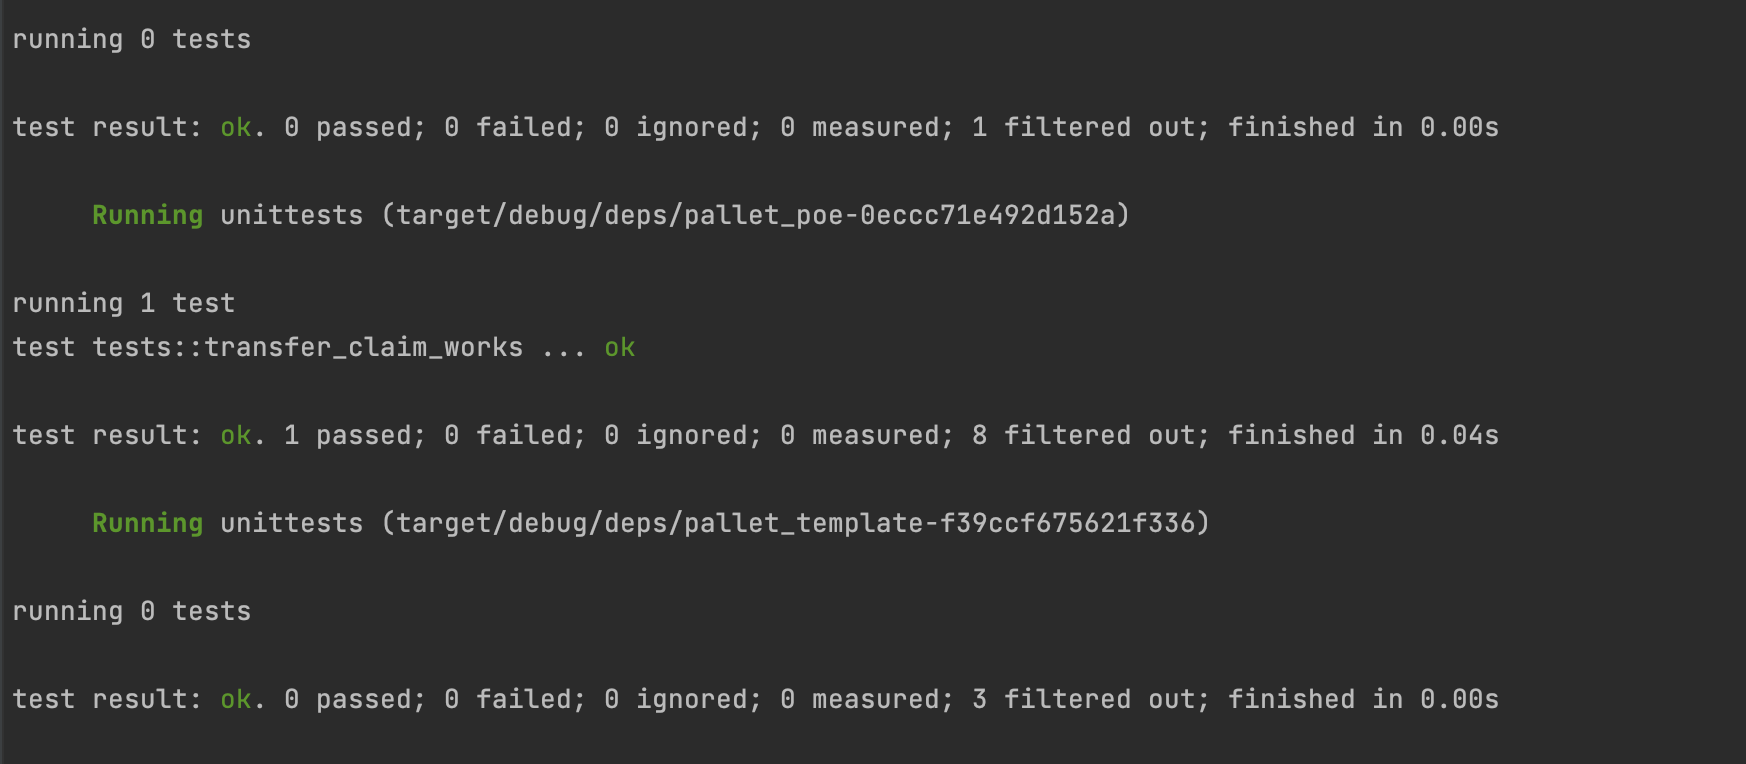 running 0 tests
test result: ok. 0 passed; 0 failed; 0 ignored; 0 measured; 1 filtered out; finished in 0.00s
Running unittests (target/debug/deps/pallet_poe-0eccc71e492d152a)
running 1 test
test tests::transfer_claim_works ... ok
test result: ok. 1 passed; 0 failed; 0 ignored; 0 measured; 8 filtered out; finished in 0.04s
Running unittests (target/debug/deps/pallet_template-f39ccf675621f336)
running 0 tests
test result: ok. 0 passed; 0 failed; 0 ignored; 0 measured; 3 filtered out; finished in 0.00s